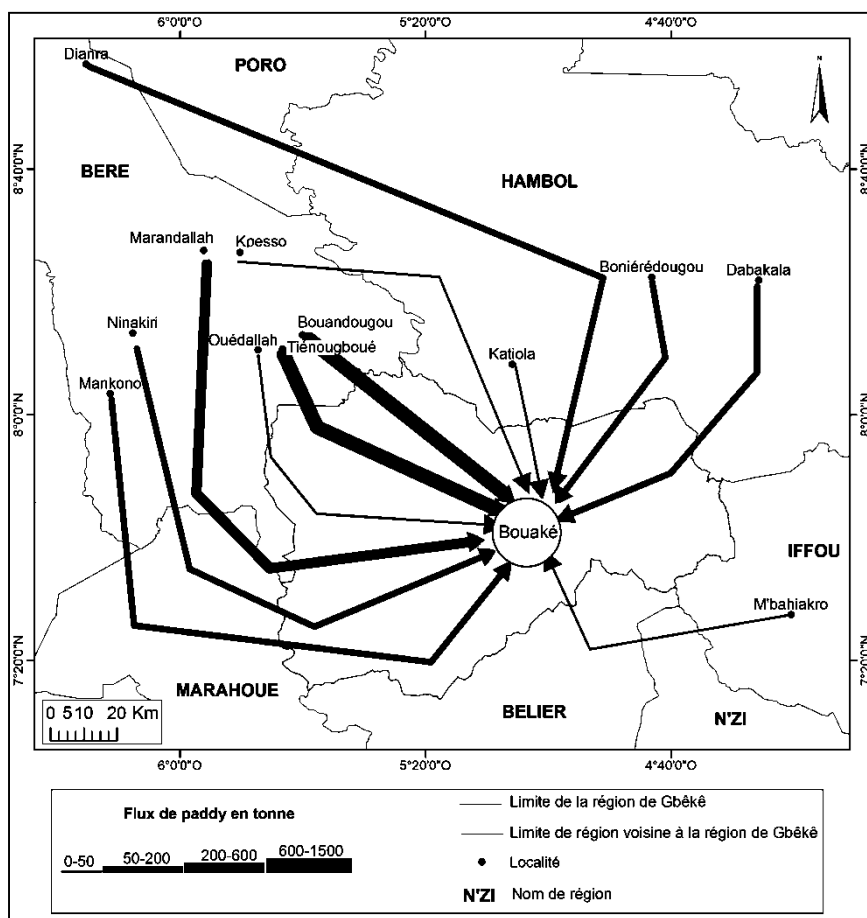 6°0'0"O 5°20'0"O 4°40'0"O
Dianra
PORO
N
8°40'0"N 8°40'0"N
BERE
HAMBOL
Marandallah Kpesso
Boniérédougou Dabakala
Ninakiri
Bouandougou
Ouédallah Tiénougboué
Katiola
Mankono
8°0'0"N 8°0'0"N
Bouaké
IFFOU
M'bahiakro
7°20'0"N 7°20'0"N
MARAHOUE
BELIER
N'ZI
0 510 20 Km
6°0'0"O 5°20'0"O 4°40'0"O
Flux de paddy en tonne
0-50 50-200 200-600 600-1500
Limite de la région de Gbêkê
Limite de région voisine à la région de Gbêkê
Localité
N'ZI Nom de région